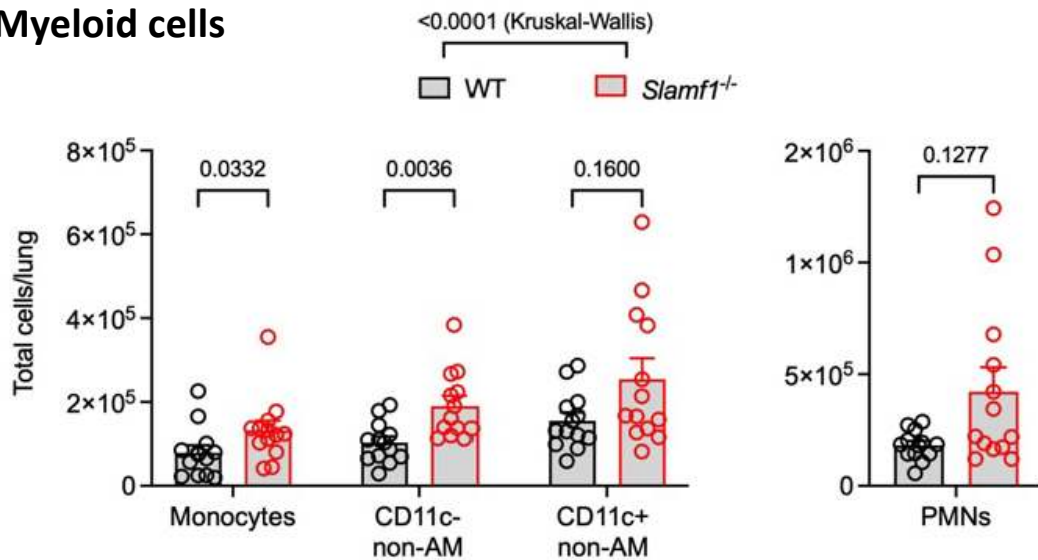 Myeloid cells
<0.0001 (Kruskal-Wallis)
WT
Slamf1-/-
8×10⁵
6×10⁵
4×10⁵
2×10⁵
0
Total cells/lung
0.0332
0.0036
0.1600
Monocytes
CD11c-
non-AM
CD11c+
non-AM
2×10⁶
1×10⁶
5×10⁵
0
0.1277
PMNs